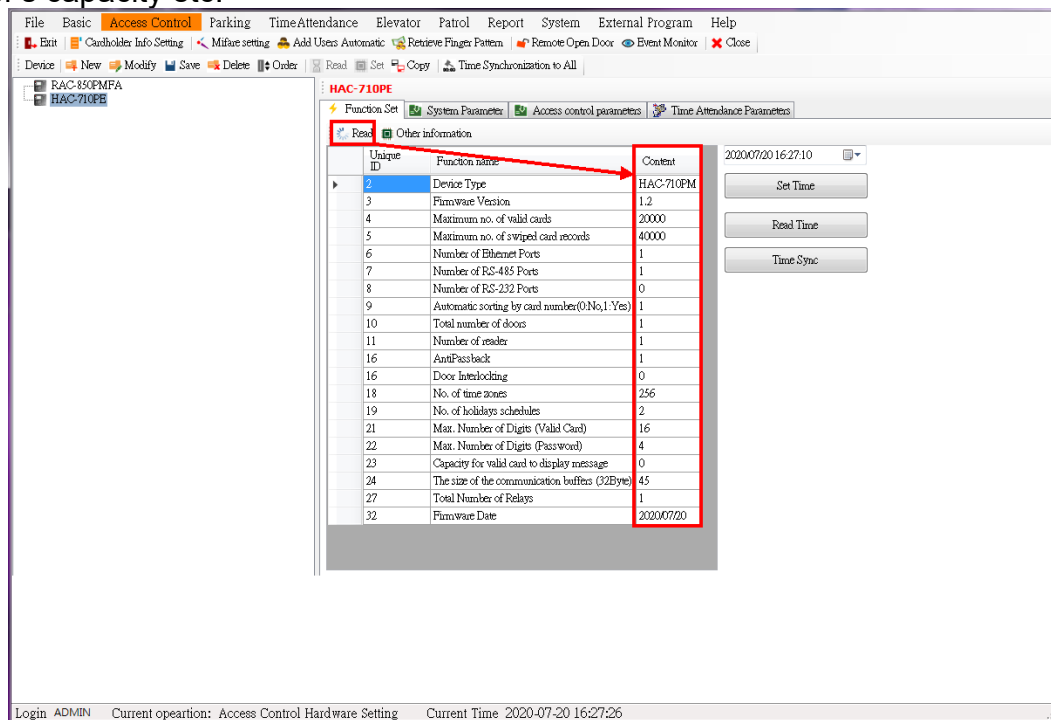 's capacity etc.
File Basic Access Control Parking TimeAttendance Elevator Patrol Report System External Program Help
Exit Cardholder Info Setting Mifare setting Add Users Automatic Retrieve Finger Pattern Remote Open Door Event Monitor Close
Device New Modify Save Delete Order Read Set Copy Time Synchronization to All
RAC-850PMFA
HAC-710PE
HAC-710PE
Function Set System Parameter Access control parameters Time Attendance Parameters
Read Other information
Unique ID Function name Content
2 Device Type HAC-710PM
3 Firmware Version 1.2
4 Maximum no. of valid cards 20000
5 Maximum no. of swiped card records 40000
6 Number of Ethernet Ports 1
7 Number of RS-485 Ports 1
8 Number of RS-232 Ports 0
9 Automatic sorting by card number(0:No,1:Yes) 1
10 Total number of doors 1
11 Number of reader 1
16 AntiPassback 1
16 Door Interlocking 0
18 No. of time zones 256
19 No. of holidays schedules 2
21 Max. Number of Digits (Valid Card) 16
22 Max. Number of Digits (Password) 4
23 Capacity for valid card to display message 0
24 The size of the communication buffers (32Byte) 45
27 Total Number of Relays 1
32 Firmware Date 2020/07/20
2020/07/20 16:27:10
Set Time
Read Time
Time Sync
Login ADMIN Current opeartion: Access Control Hardware Setting Current Time 2020-07-20 16:27:26